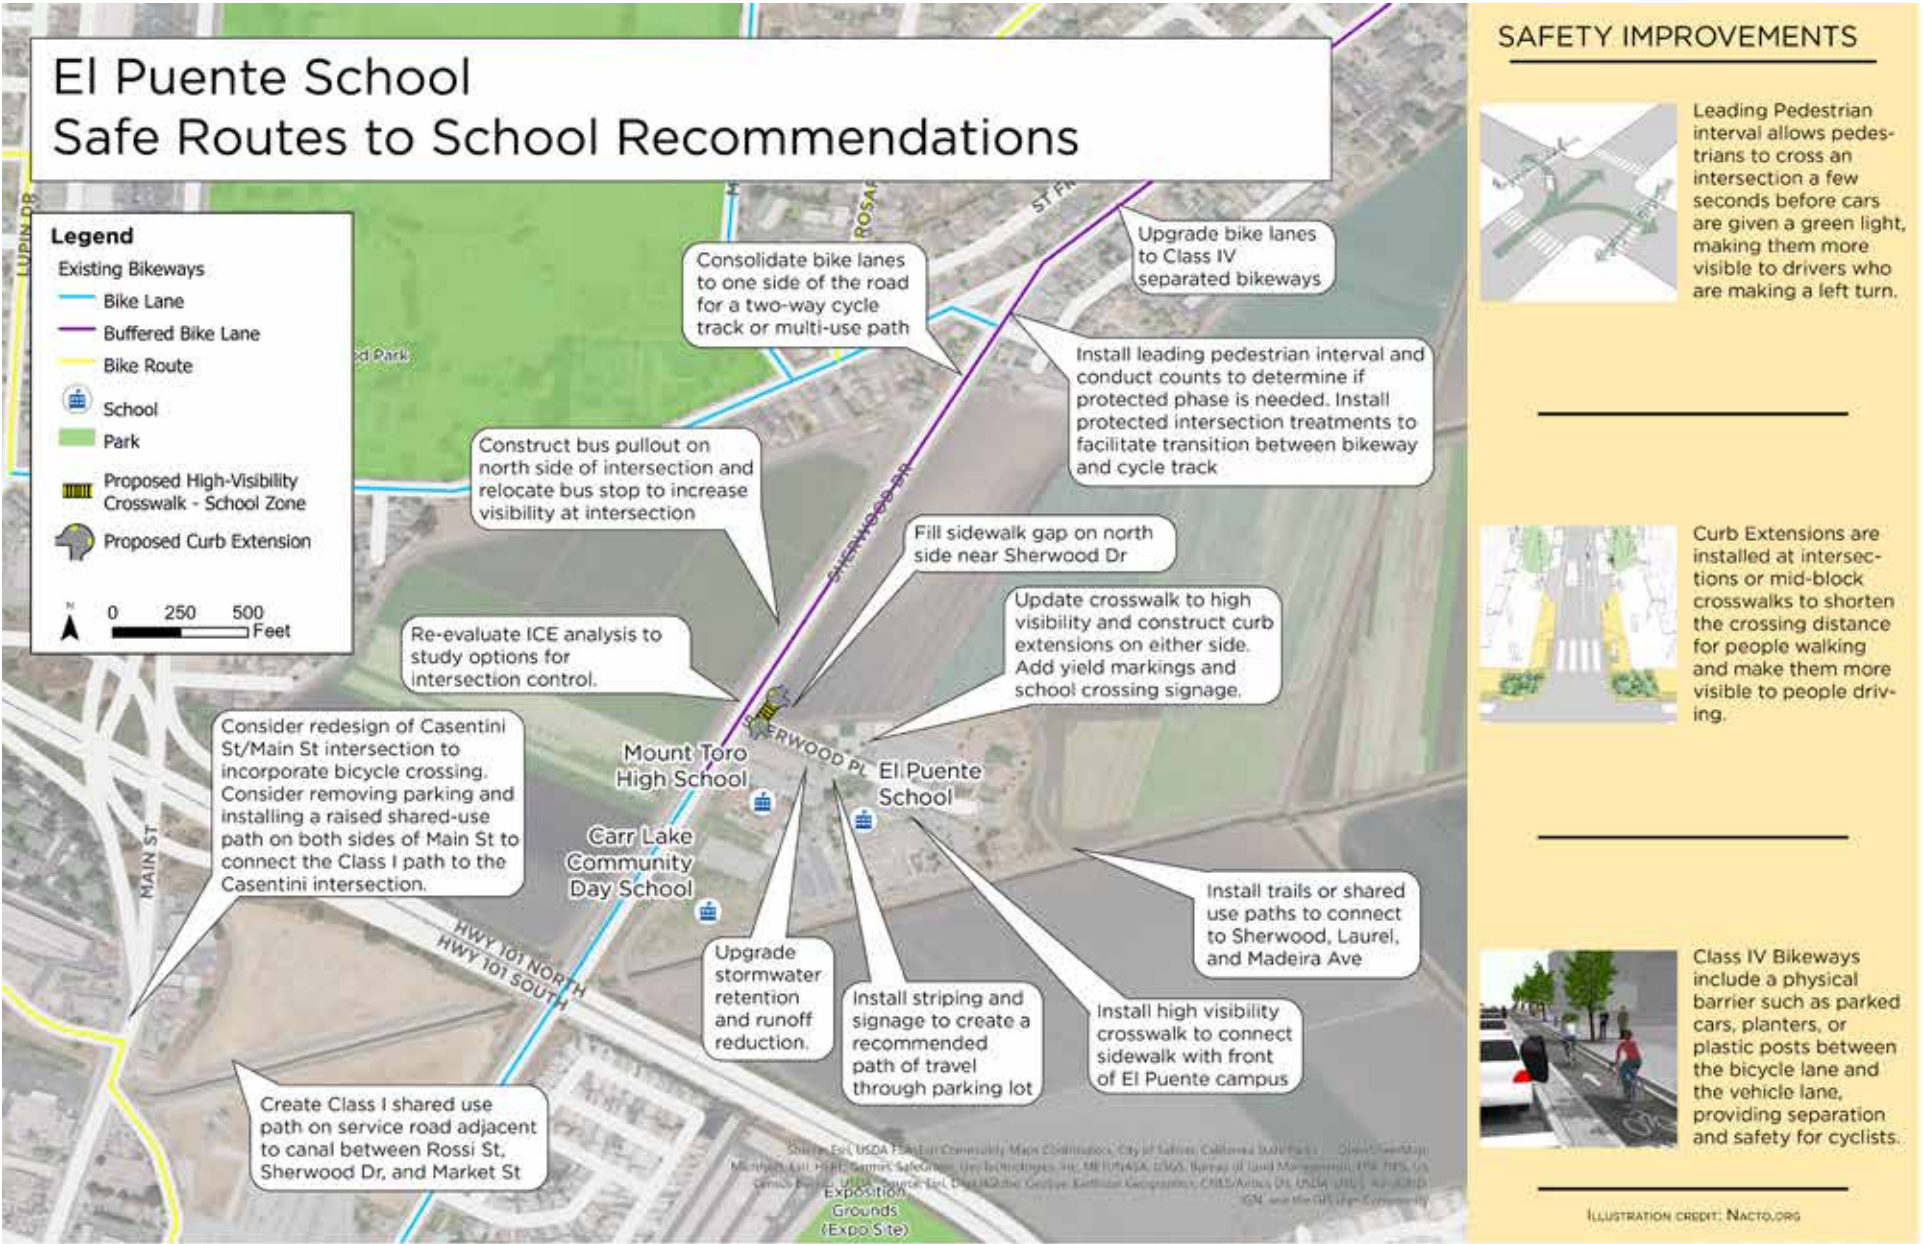 El Puente School
Safe Routes to School Recommendations
LUPIN DR
ROSAR
ST FR
Legend
Existing Bikeways
Bike Lane
Buffered Bike Lane
Bike Route
School
Park
Proposed High-Visibility
Crosswalk - School Zone
Proposed Curb Extension
N
0 250 500
Feet
Park
Consolidate bike lanes
to one side of the road
for a two-way cycle
track or multi-use path
Upgrade bike lanes
to Class IV
separated bikeways
Install leading pedestrian interval and
conduct counts to determine if
protected phase is needed. Install
protected intersection treatments to
facilitate transition between bikeway
and cycle track
Construct bus pullout on
north side of intersection and
relocate bus stop to increase
visibility at intersection
SHERWOOD DR
Fill sidewalk gap on north
side near Sherwood Dr
Re-evaluate ICE analysis to
study options for
intersection control.
Update crosswalk to high
visibility and construct curb
extensions on either side.
Add yield markings and
school crossing signage.
ERWOOD PL
Mount Toro
High School
El Puente
School
Carr Lake
Community
Day School
Consider redesign of Casentini
St/Main St intersection to
incorporate bicycle crossing.
Consider removing parking and
installing a raised shared-use
path on both sides of Main St to
connect the Class I path to the
Casentini intersection.
MAIN ST
HWY 101 NORTH
HWY 101 SOUTH
Install trails or shared
use paths to connect
to Sherwood, Laurel,
and Madeira Ave
Upgrade
stormwater
retention
and runoff
reduction.
Install striping and
signage to create a
recommended
path of travel
through parking lot
Install high visibility
crosswalk to connect
sidewalk with front
of El Puente campus
Create Class I shared use
path on service road adjacent
to canal between Rossi St,
Sherwood Dr, and Market St
Exposition
Grounds
(Expo Site)
SAFETY IMPROVEMENTS
Leading Pedestrian
interval allows pedes-
trians to cross an
intersection a few
seconds before cars
are given a green light,
making them more
visible to drivers who
are making a left turn.
Curb Extensions are
installed at intersec-
tions or mid-block
crosswalks to shorten
the crossing distance
for people walking
and make them more
visible to people driv-
ing.
Class IV Bikeways
include a physical
barrier such as parked
cars, planters, or
plastic posts between
the bicycle lane and
the vehicle lane,
providing separation
and safety for cyclists.
ILLUSTRATION CREDIT: NACTO.ORG